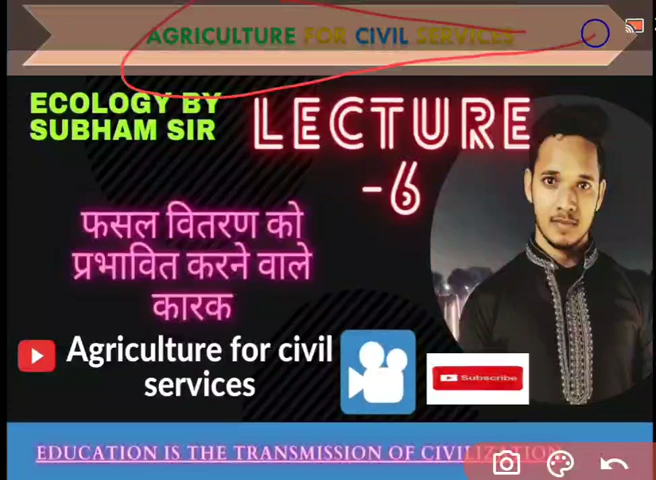 AGRICULTURE FOR CIVIL SERVICES
ECOLOGY BY
SUBHAM SIR
LECTURE
-6
फसल वितरण को
प्रभावित करने वाले
कारक
Agriculture for civil
services
Subscribe
EDUCATION IS THE TRANSMISSION OF CIVILIZATION